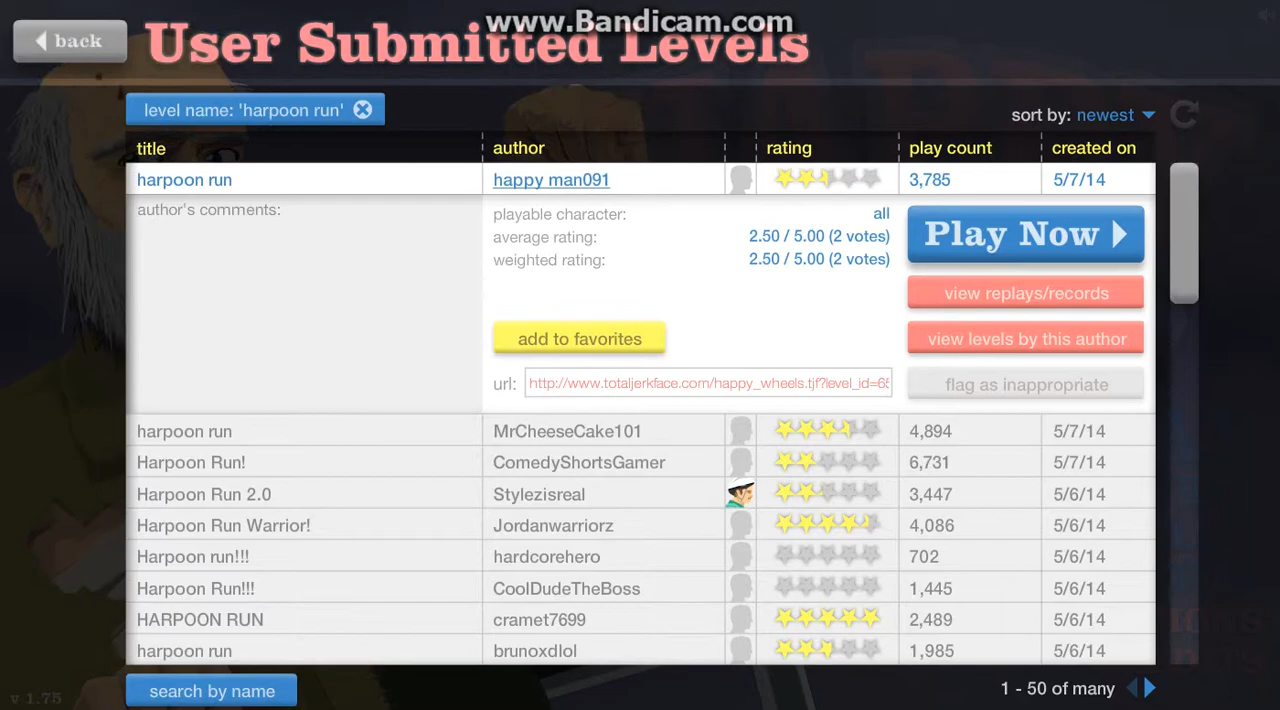 www.Bandicam.com
back
User Submitted Levels
level name: 'harpoon run'
sort by: newest
title author rating play count created on
harpoon run happy man091 3,785 5/7/14
author's comments:
playable character: all
average rating: 2.50 / 5.00 (2 votes)
weighted rating: 2.50 / 5.00 (2 votes)
Play Now
view replays/records
add to favorites
view levels by this author
url: http://www.totaljerkface.com/happy_wheels.tjf?level_id=6
flag as inappropriate
harpoon run MrCheeseCake101 4,894 5/7/14
Harpoon Run! ComedyShortsGamer 6,731 5/7/14
Harpoon Run 2.0 Stylezisreal 3,447 5/6/14
Harpoon Run Warrior! Jordanwarriorz 4,086 5/6/14
Harpoon run!!! hardcorehero 702 5/6/14
Harpoon Run!!! CoolDudeTheBoss 1,445 5/6/14
HARPOON RUN cramet7699 2,489 5/6/14
harpoon run brunoxdlol 1,985 5/6/14
v 1.75
search by name
1 - 50 of many